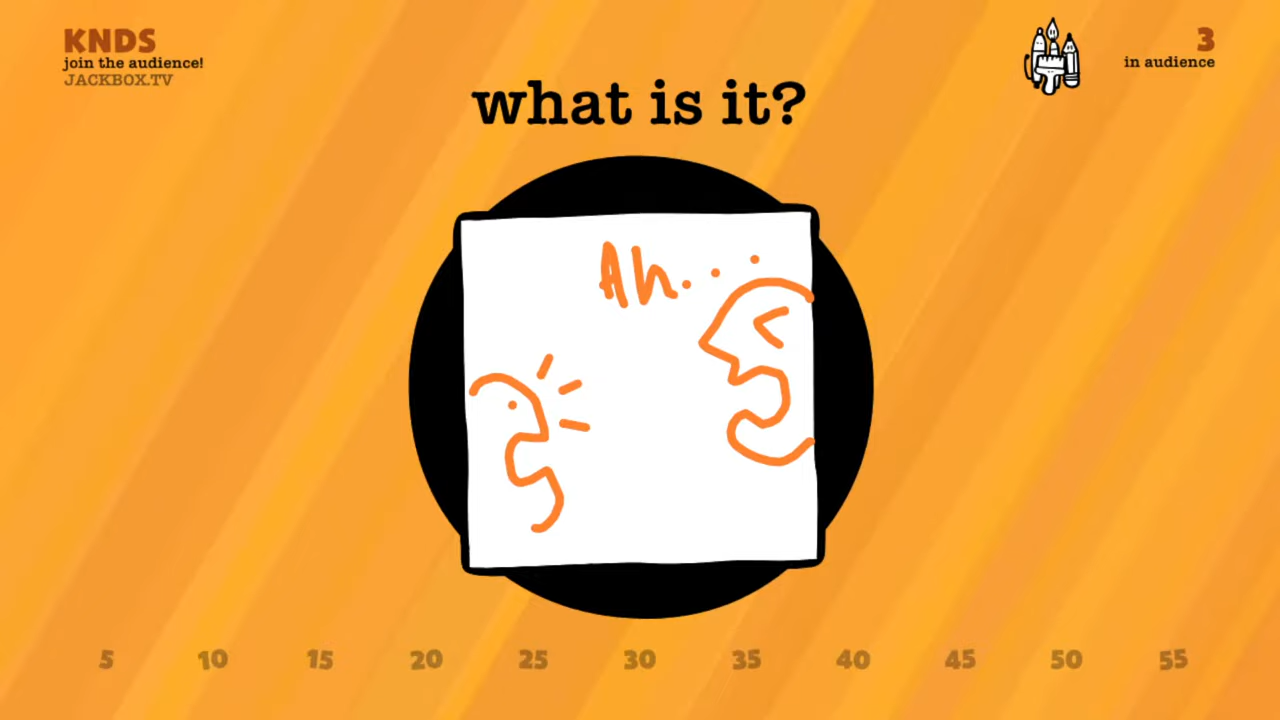 KNDS
join the audience!
JACKBOX.TV
3
in audience
what is it?
Ah...
5 10 15 20 25 30 35 40 45 50 55